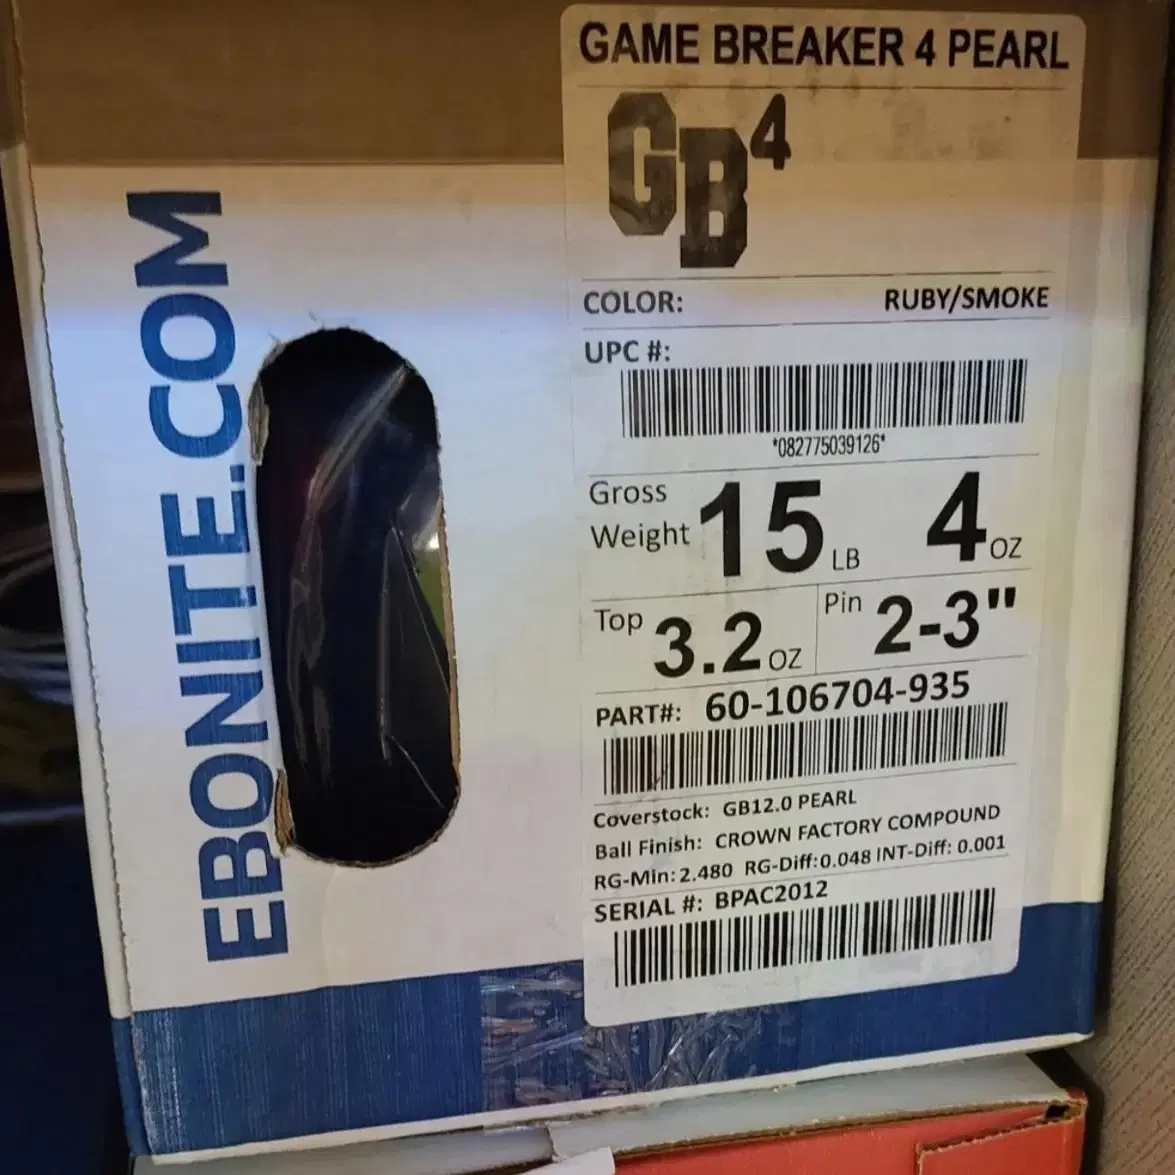 EBONITE.COM
GAME BREAKER 4 PEARL
GB4
COLOR: RUBY/SMOKE
UPC #:
*082775039126*
Gross Weight 15 LB 4 OZ
Top 3.2 OZ Pin 2-3"
PART#: 60-106704-935
Coverstock: GB12.0 PEARL
Ball Finish: CROWN FACTORY COMPOUND
RG-Min: 2.480 RG-Diff:0.048 INT-Diff: 0.001
SERIAL #: BPAC2012